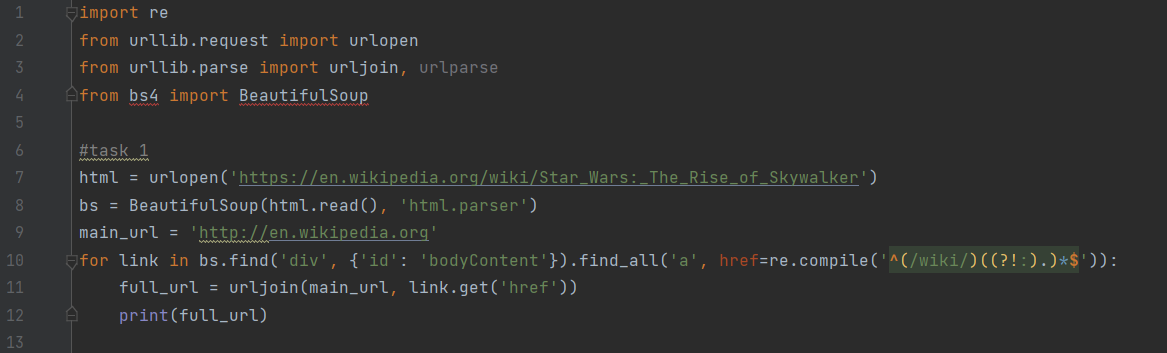 1 import re
2 from urllib.request import urlopen
3 from urllib.parse import urljoin, urlparse
4 from bs4 import BeautifulSoup
5
6 #task 1
7 html = urlopen('https://en.wikipedia.org/wiki/Star_Wars:_The_Rise_of_Skywalker')
8 bs = BeautifulSoup(html.read(), 'html.parser')
9 main_url = 'http://en.wikipedia.org'
10 for link in bs.find('div', {'id': 'bodyContent'}).find_all('a', href=re.compile('^(/wiki/)((?!:).)*$')):
11     full_url = urljoin(main_url, link.get('href'))
12     print(full_url)
13